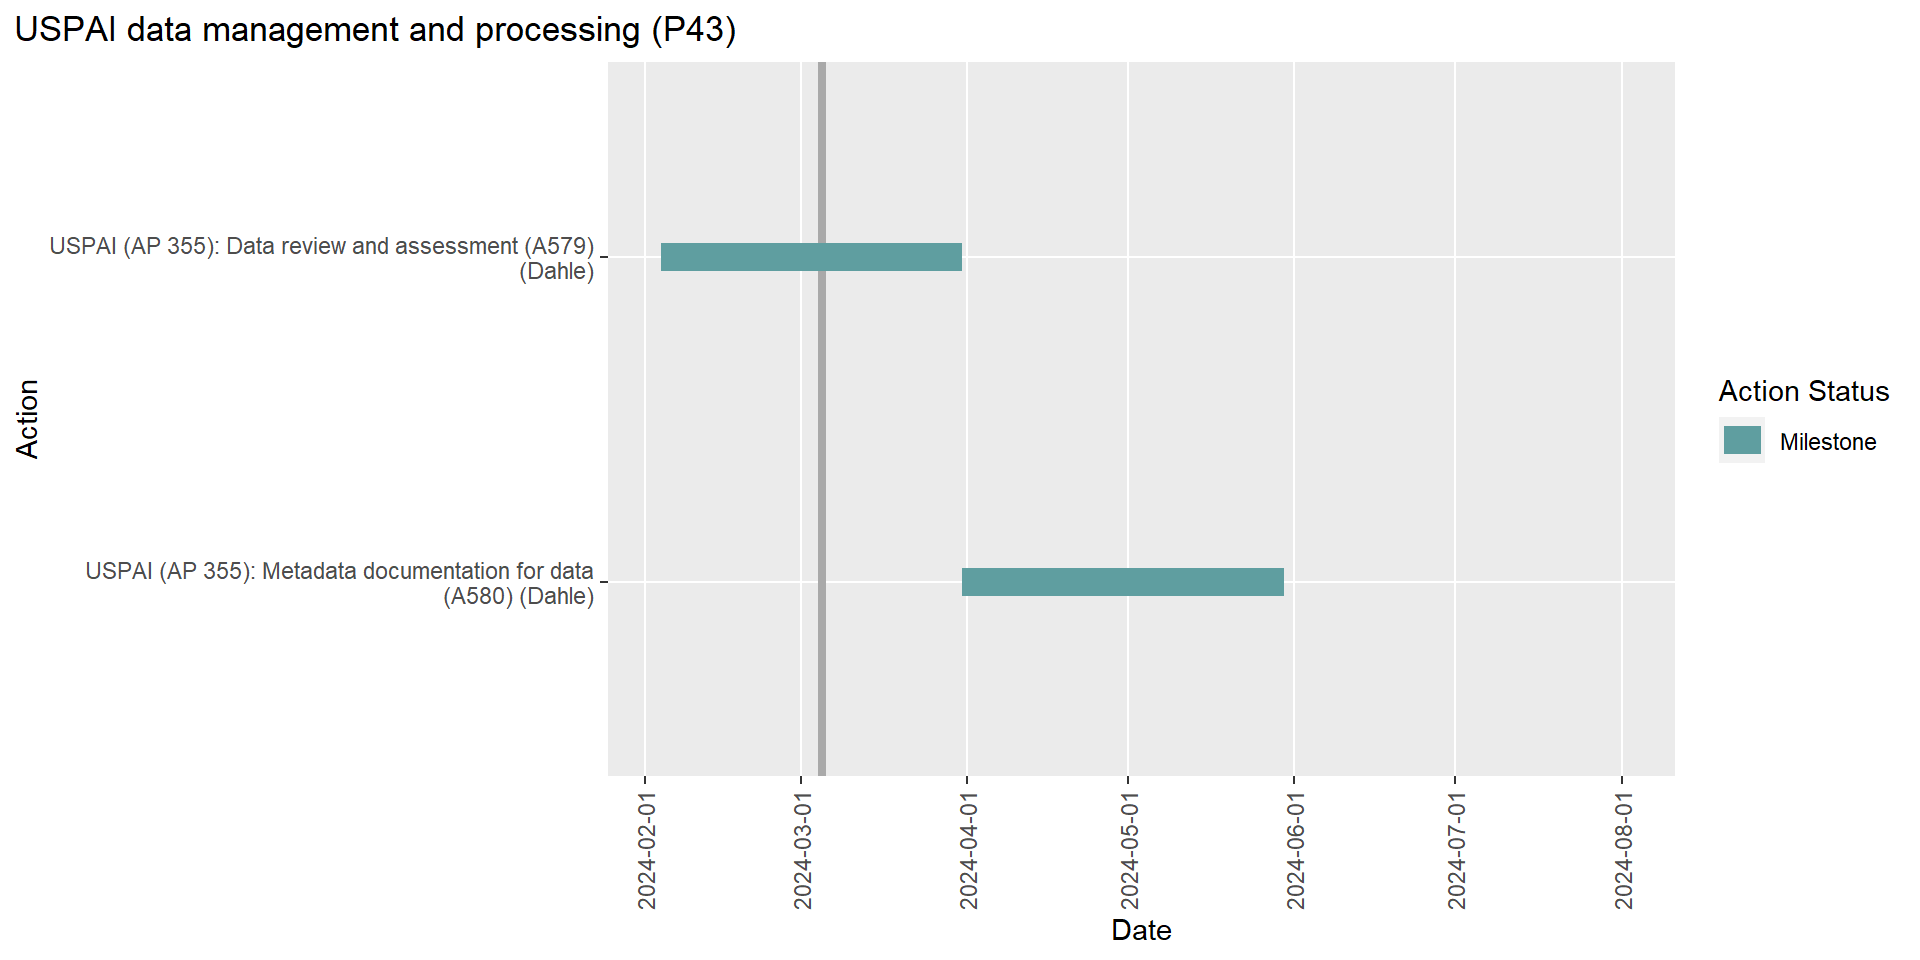 USPAI data management and processing (P43)
USPAI (AP 355): Data review and assessment (A579)
(Dahle)
USPAI (AP 355): Metadata documentation for data
(A580) (Dahle)
Action
2024-02-01
2024-03-01
2024-04-01
2024-05-01
2024-06-01
2024-07-01
2024-08-01
Date
Action Status
Milestone